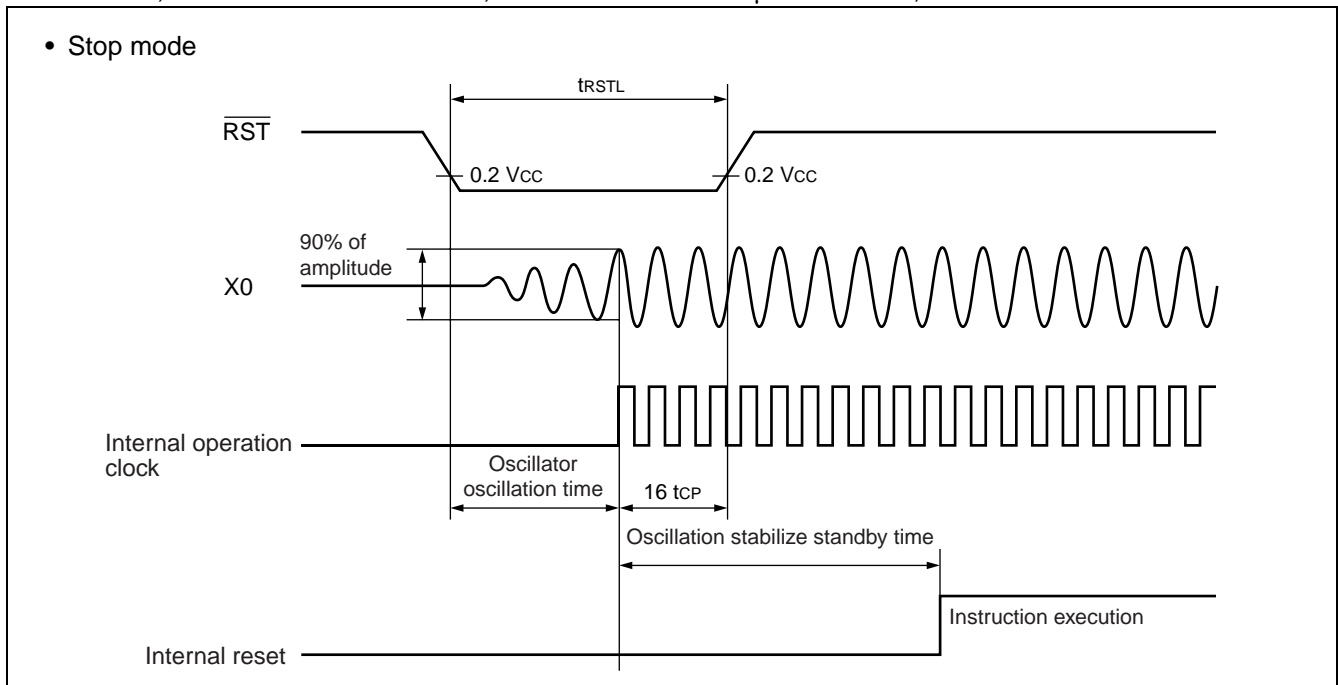 • Stop mode
tRSTL
RST
0.2 VCC
0.2 VCC
90% of
amplitude
X0
Internal operation
clock
Oscillator
oscillation time
16 tCP
Oscillation stabilize standby time
Instruction execution
Internal reset